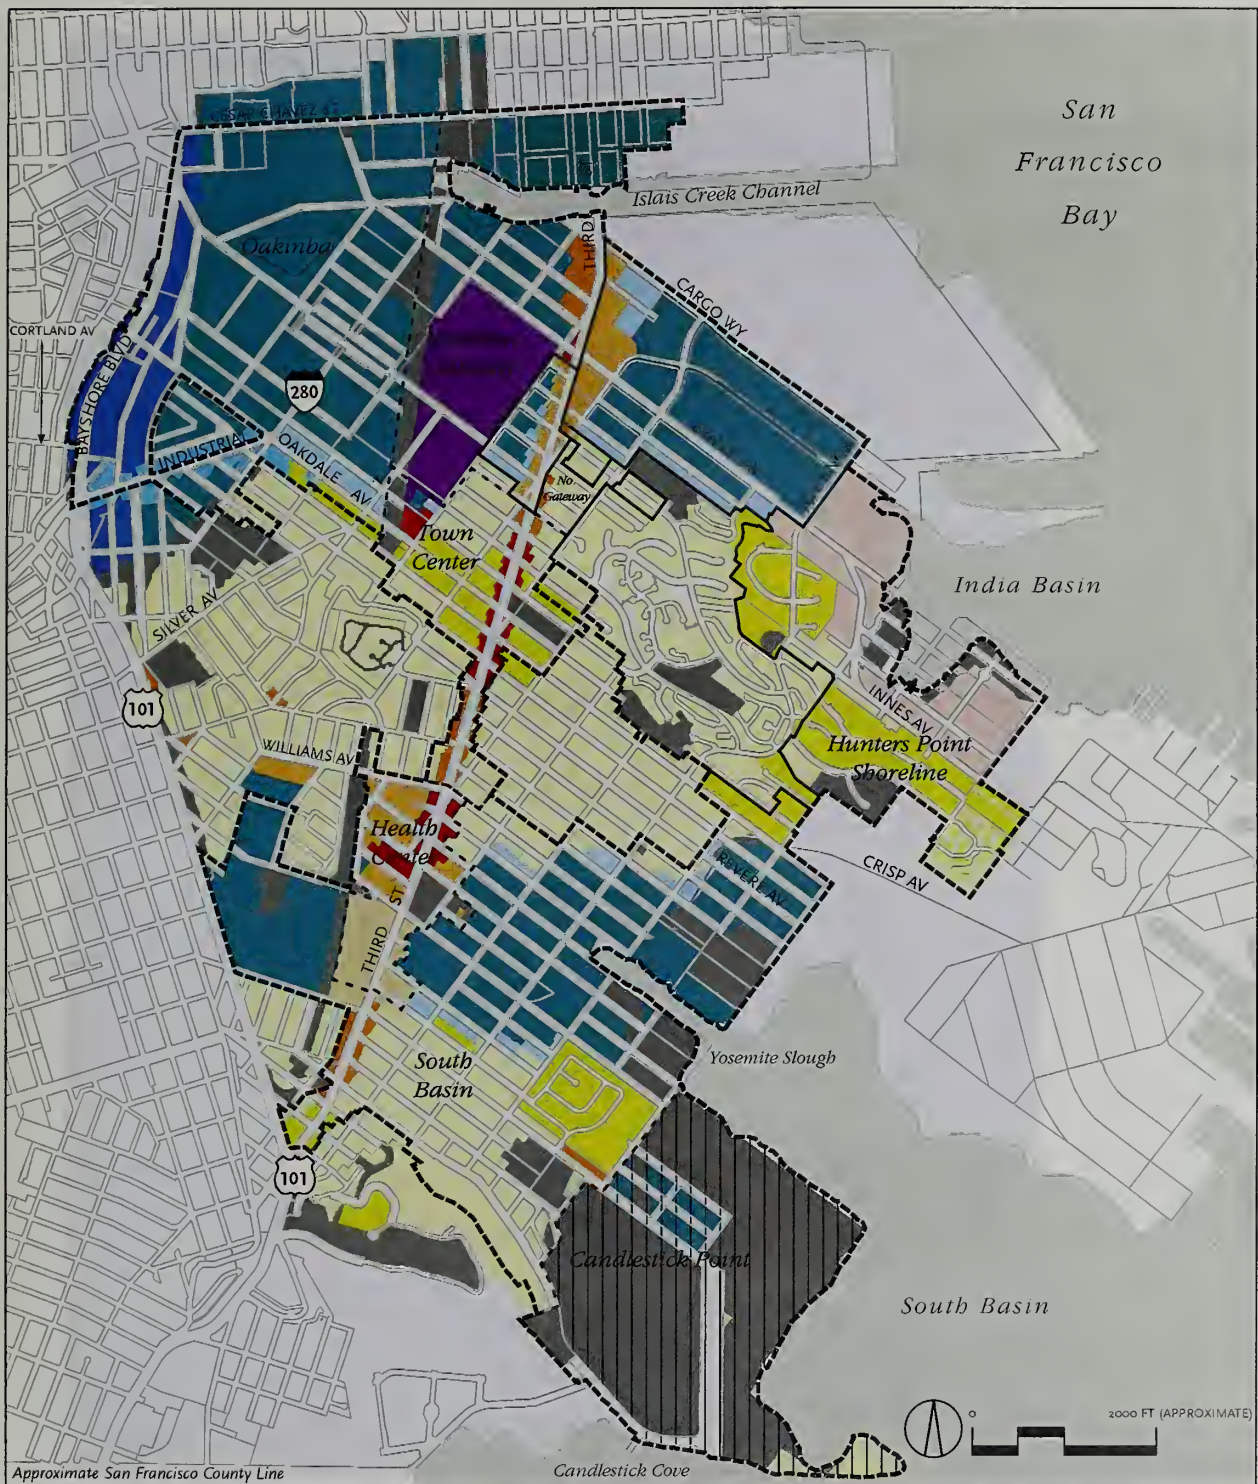 San
Francisco
Bay
CESAR CHAVEZ ST
Islais Creek Channel
Oakinba
THIRD
CARGO WY
CORTLAND AV
BAYSHORE BLVD
280
INDUSTRIAL
OAKDALE AV
No
Gateway
Town
Center
India Basin
SILVER AV
101
INNES AV
WILLIAMS AV
Hunters Point
Shoreline
Health
Center
REVERE AV
CRISP AV
THIRD ST
South
Basin
Yosemite Slough
101
Candlestick Point
South Basin
0
2000 FT (APPROXIMATE)
Approximate San Francisco County Line
Candlestick Cove